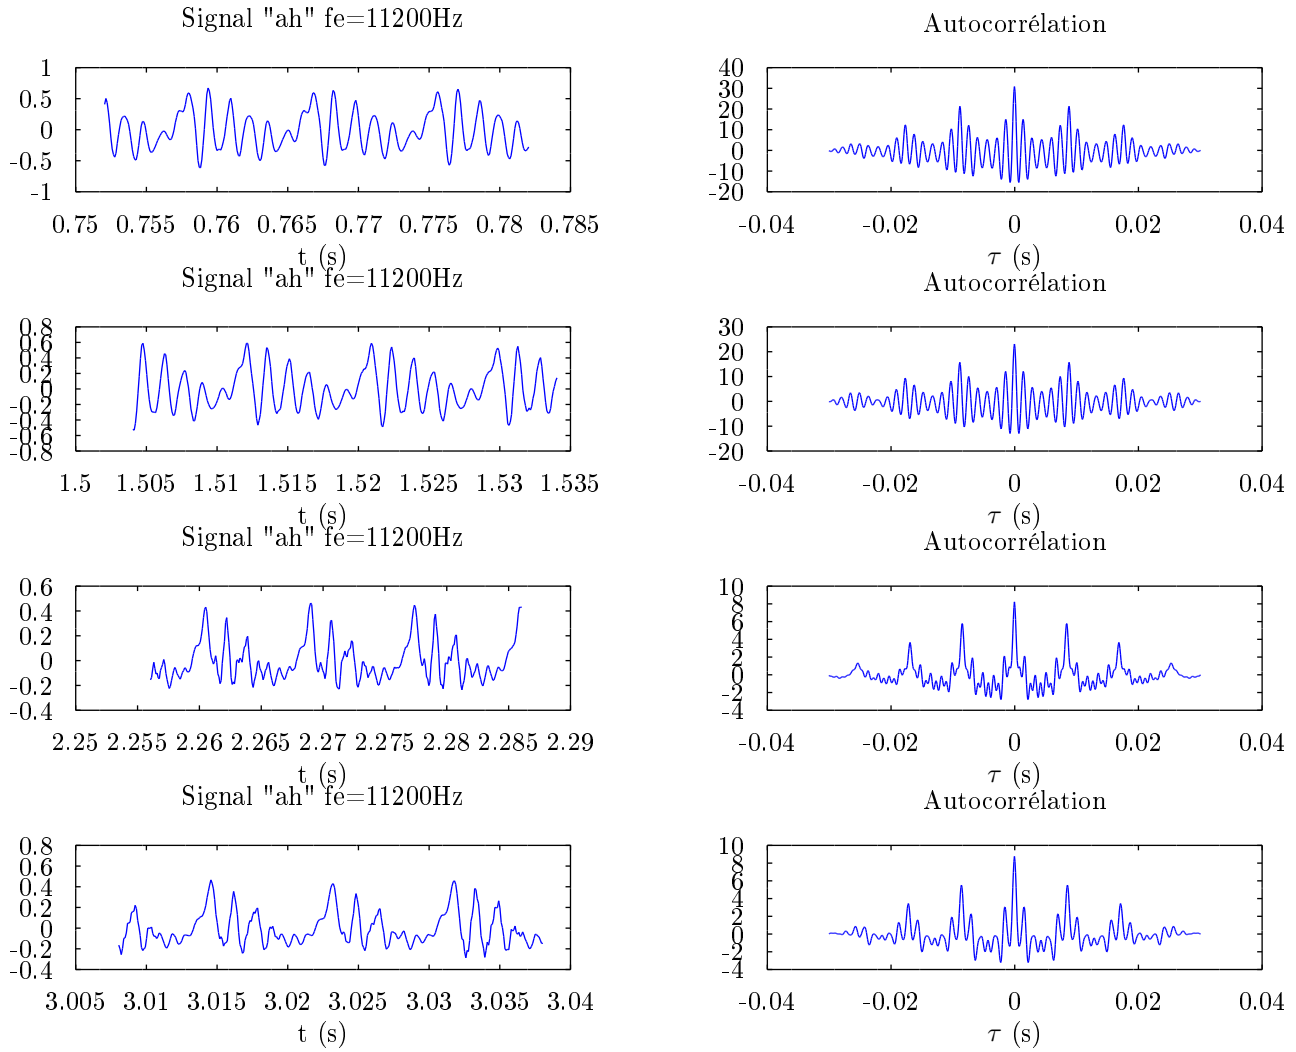 Signal "ah" fe=11200Hz
1
0.5
0
-0.5
-1
0.75 0.755 0.76 0.765 0.77 0.775 0.78 0.785
t (s)
Autocorrélation
40
30
20
10
0
-10
-20
-0.04 -0.02 0 0.02 0.04
τ (s)
Signal "ah" fe=11200Hz
0.8
0.6
0.4
0.2
0
-0.2
-0.4
-0.6
-0.8
1.5 1.505 1.51 1.515 1.52 1.525 1.53 1.535
t (s)
Autocorrélation
30
20
10
0
-10
-20
-0.04 -0.02 0 0.02 0.04
τ (s)
Signal "ah" fe=11200Hz
0.6
0.4
0.2
0
-0.2
-0.4
2.25 2.255 2.26 2.265 2.27 2.275 2.28 2.285 2.29
t (s)
Autocorrélation
10
8
6
4
2
0
-2
-4
-0.04 -0.02 0 0.02 0.04
τ (s)
Signal "ah" fe=11200Hz
0.8
0.6
0.4
0.2
0
-0.2
-0.4
3.005 3.01 3.015 3.02 3.025 3.03 3.035 3.04
t (s)
Autocorrélation
10
8
6
4
2
0
-2
-4
-0.04 -0.02 0 0.02 0.04
τ (s)